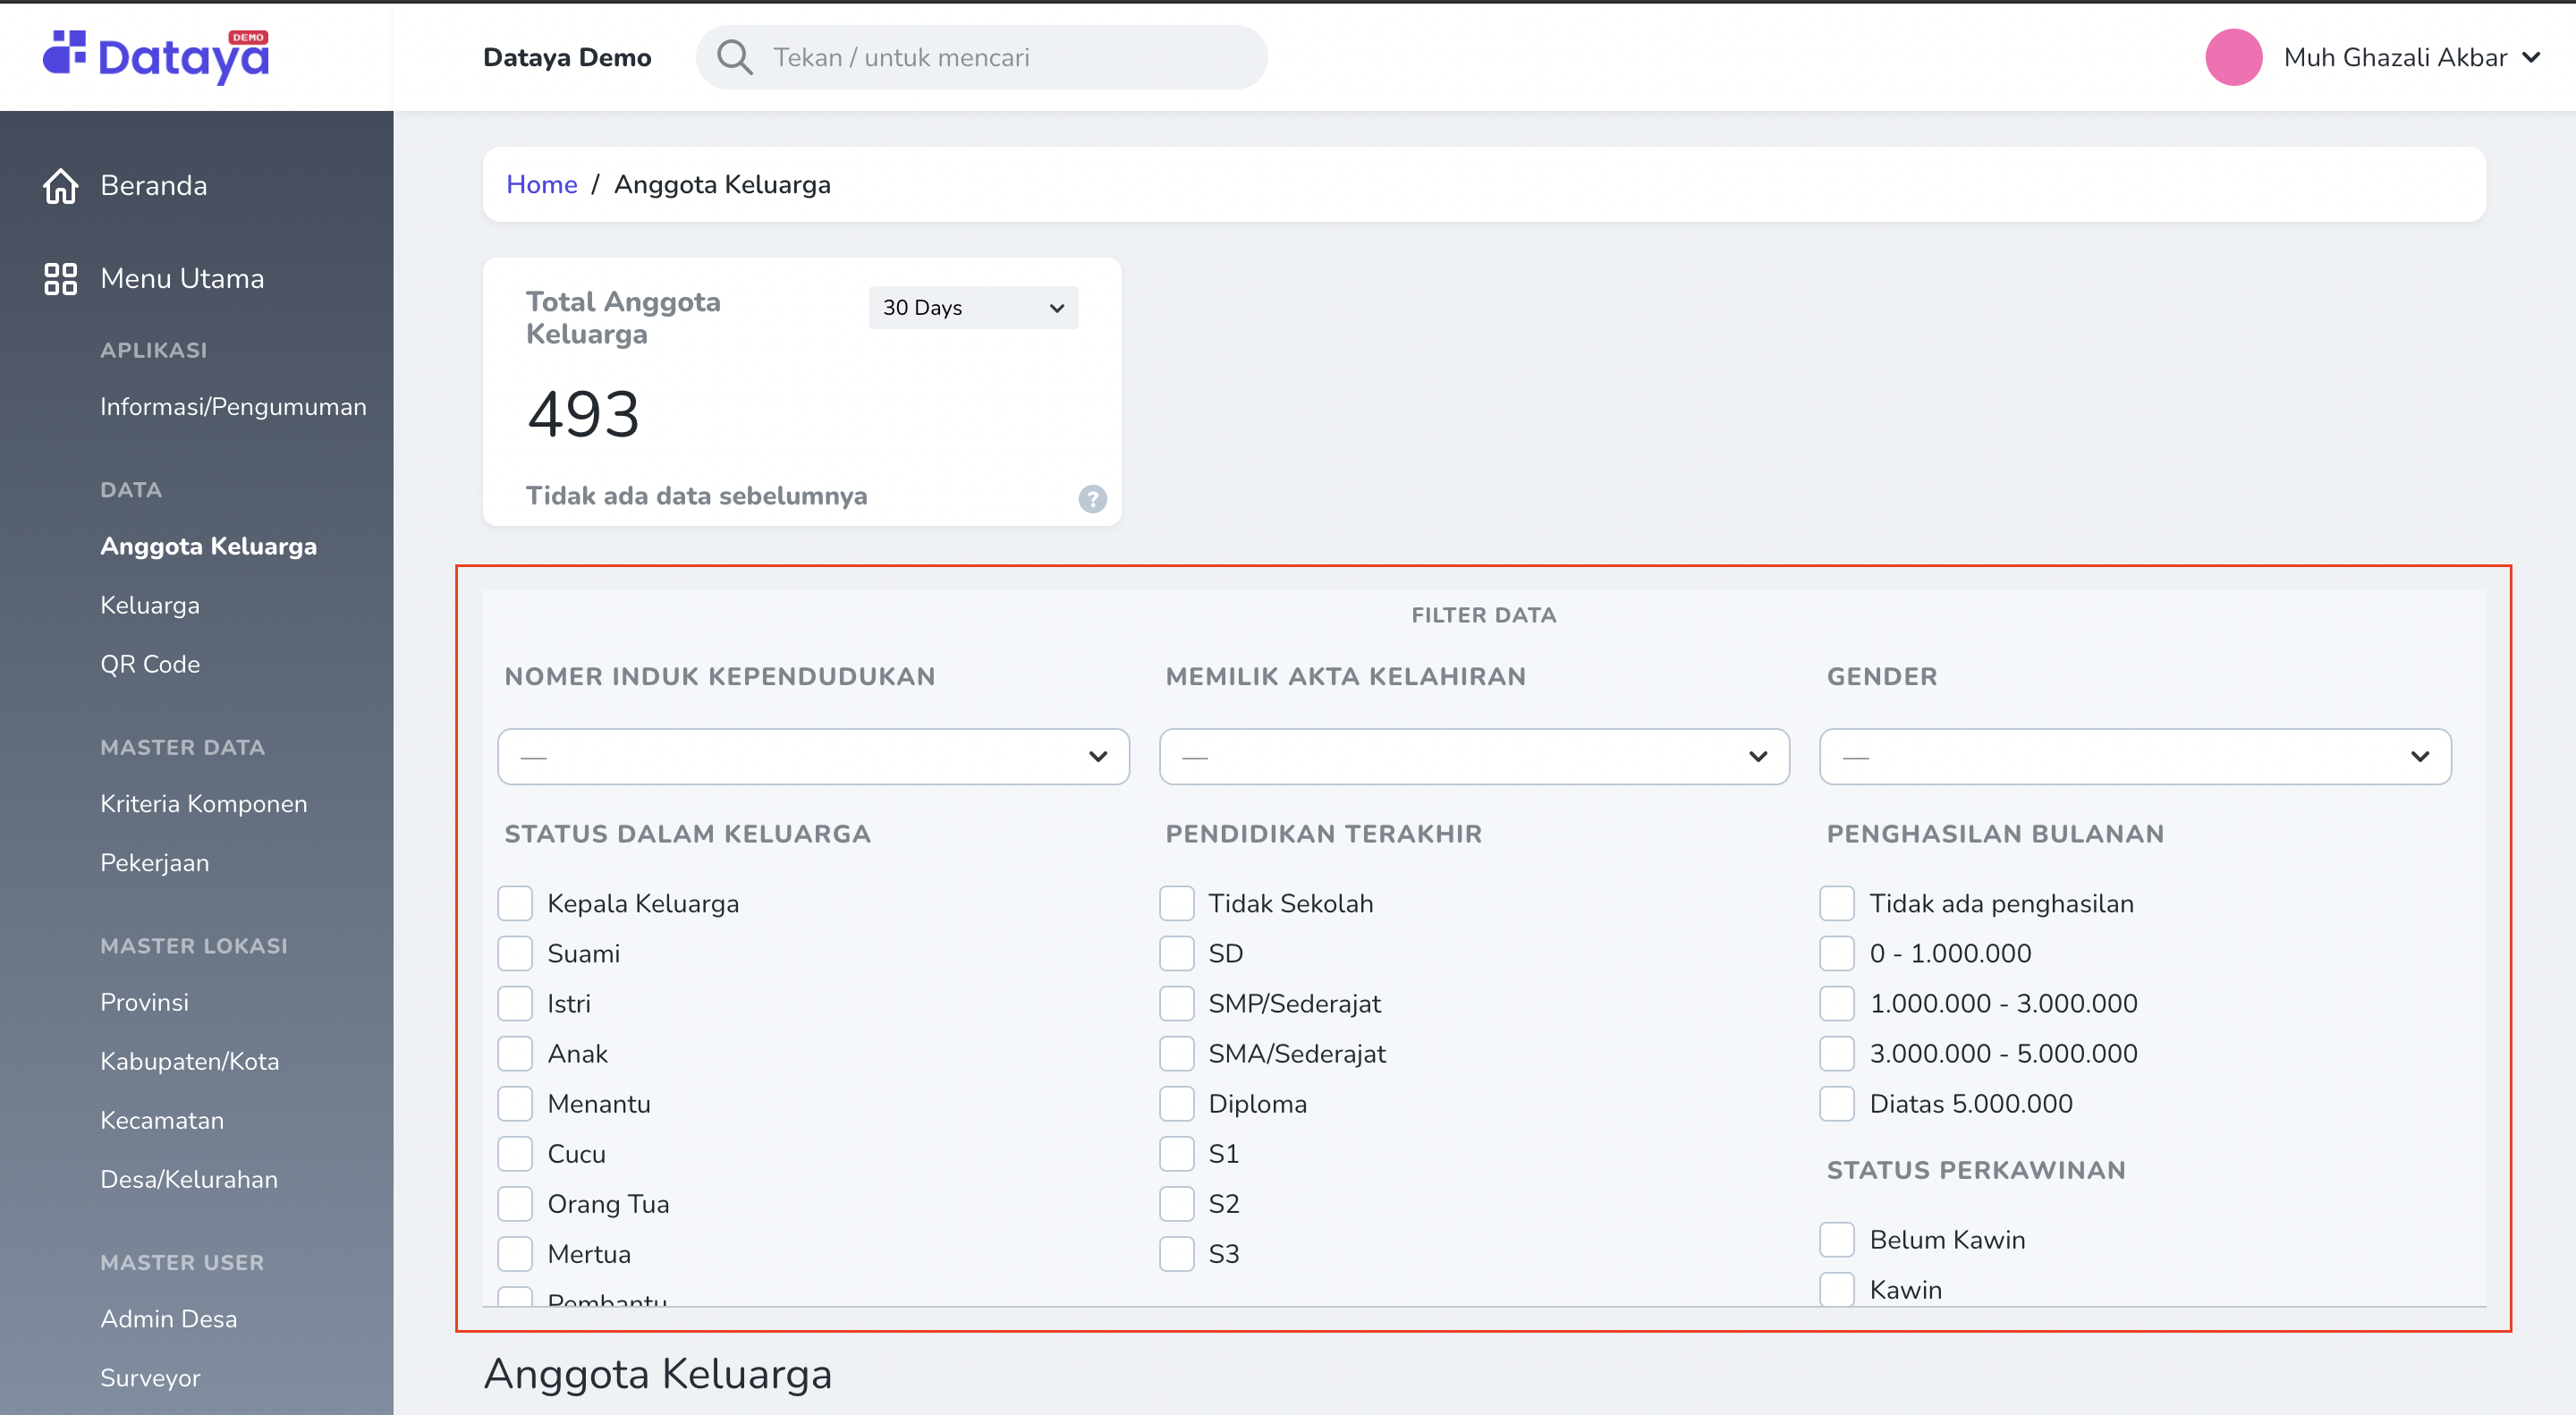 Dataya DEMO
Dataya Demo
Tekan / untuk mencari
Muh Ghazali Akbar
Beranda
Menu Utama
APLIKASI
Informasi/Pengumuman
DATA
Anggota Keluarga
Keluarga
QR Code
MASTER DATA
Kriteria Komponen
Pekerjaan
MASTER LOKASI
Provinsi
Kabupaten/Kota
Kecamatan
Desa/Kelurahan
MASTER USER
Admin Desa
Surveyor
Home / Anggota Keluarga
Total Anggota
Keluarga
30 Days
493
Tidak ada data sebelumnya
?
FILTER DATA
NOMER INDUK KEPENDUDUKAN
—
MEMILIK AKTA KELAHIRAN
—
GENDER
—
STATUS DALAM KELUARGA
Kepala Keluarga
Suami
Istri
Anak
Menantu
Cucu
Orang Tua
Mertua
Pembantu
PENDIDIKAN TERAKHIR
Tidak Sekolah
SD
SMP/Sederajat
SMA/Sederajat
Diploma
S1
S2
S3
PENGHASILAN BULANAN
Tidak ada penghasilan
0 - 1.000.000
1.000.000 - 3.000.000
3.000.000 - 5.000.000
Diatas 5.000.000
STATUS PERKAWINAN
Belum Kawin
Kawin
Anggota Keluarga